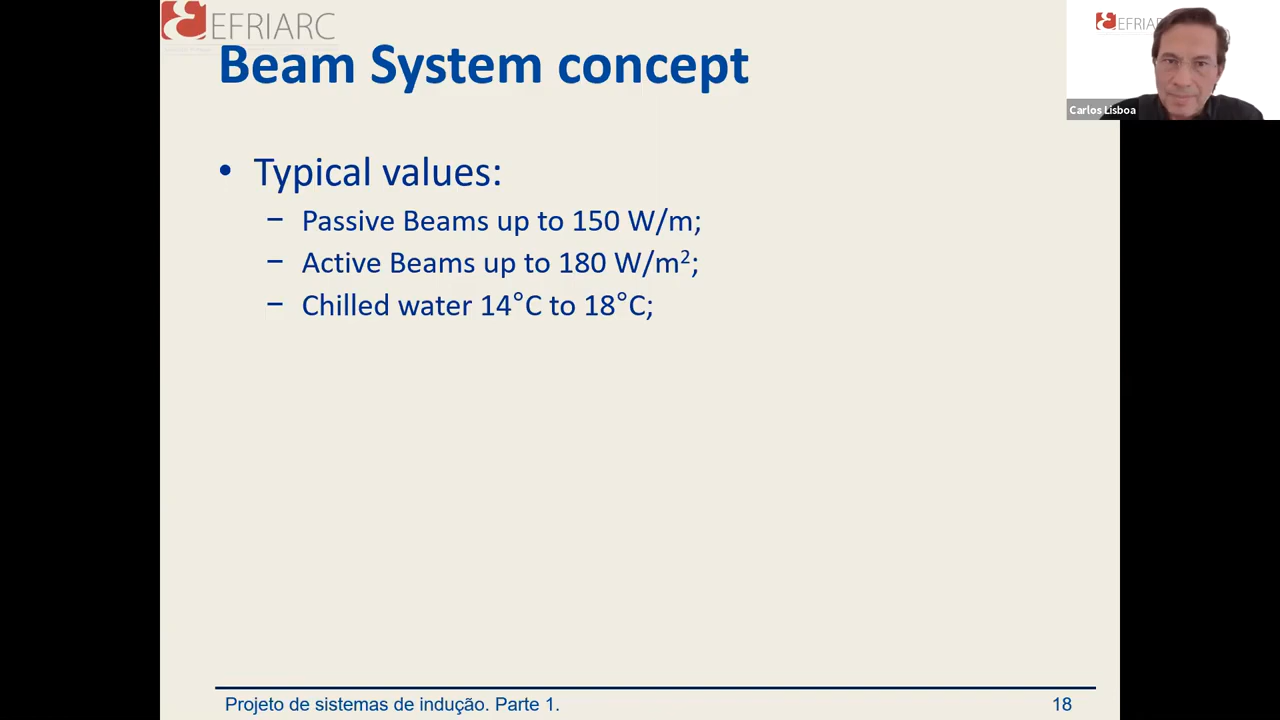 EFRIARC
Beam System concept
EFRIARC
Carlos Lisboa
• Typical values:
− Passive Beams up to 150 W/m;
− Active Beams up to 180 W/m²;
− Chilled water 14°C to 18°C;
Projeto de sistemas de indução. Parte 1.
18